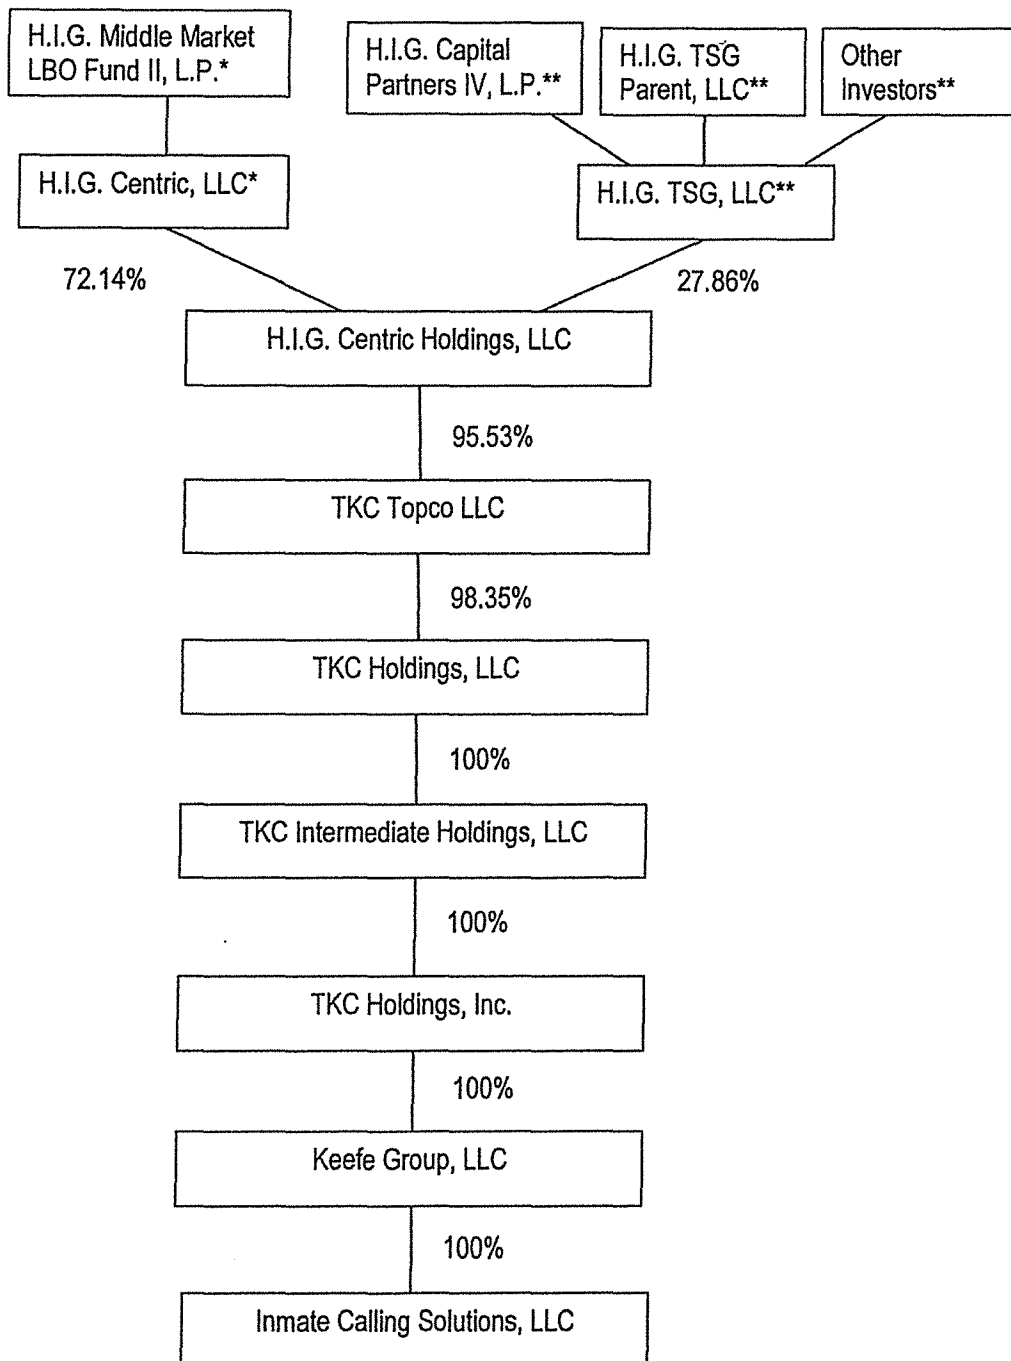 H.I.G. Middle Market
LBO Fund II, L.P.*
H.I.G. Capital
Partners IV, L.P.**
H.I.G. TSG
Parent, LLC**
Other
Investors**
H.I.G. Centric, LLC*
H.I.G. TSG, LLC**
72.14%
27.86%
H.I.G. Centric Holdings, LLC
95.53%
TKC Topco LLC
98.35%
TKC Holdings, LLC
100%
TKC Intermediate Holdings, LLC
100%
TKC Holdings, Inc.
100%
Keefe Group, LLC
100%
Inmate Calling Solutions, LLC